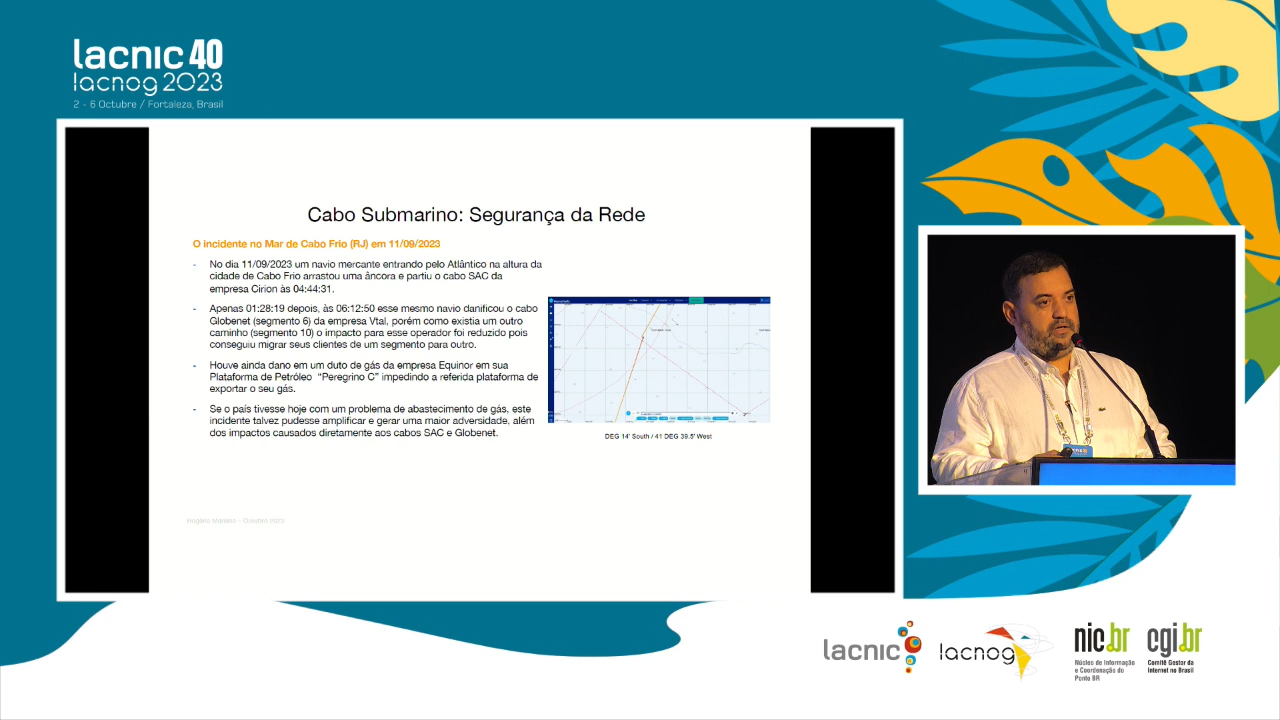 lacnic 40
lacnog 2023
2 - 6 Octubre / Fortaleza, Brasil
Cabo Submarino: Segurança da Rede
O incidente no Mar de Cabo Frio (RJ) em 11/09/2023
- No dia 11/09/2023 um navio mercante entrando pelo Atlântico na altura da
cidade de Cabo Frio arrastou uma âncora e partiu o cabo SAC da
empresa Cirion às 04:44:31.
- Apenas 01:28:19 depois, às 06:12:50 esse mesmo navio danificou o cabo
Globenet (segmento 6) da empresa Vtal, porém como existia um outro
caminho (segmento 10) o impacto para esse operador foi reduzido pois
conseguiu migrar seus clientes de um segmento para outro.
- Houve ainda dano em um duto de gás da empresa Equinor em sua
Plataforma de Petróleo "Peregrino C" impedindo a referida plataforma de
exportar o seu gás.
- Se o país tivesse hoje com um problema de abastecimento de gás, este
incidente talvez pudesse amplificar e gerar uma maior adversidade, além
dos impactos causados diretamente aos cabos SAC e Globenet.
DEG 14' South / 41 DEG 39.5' West
Rogério Mariano - Outubro 2023
lacnic
lacnog
nic.br
Núcleo de Informação
e Coordenação do
Ponto BR
cgi.br
Comitê Gestor da
Internet no Brasil